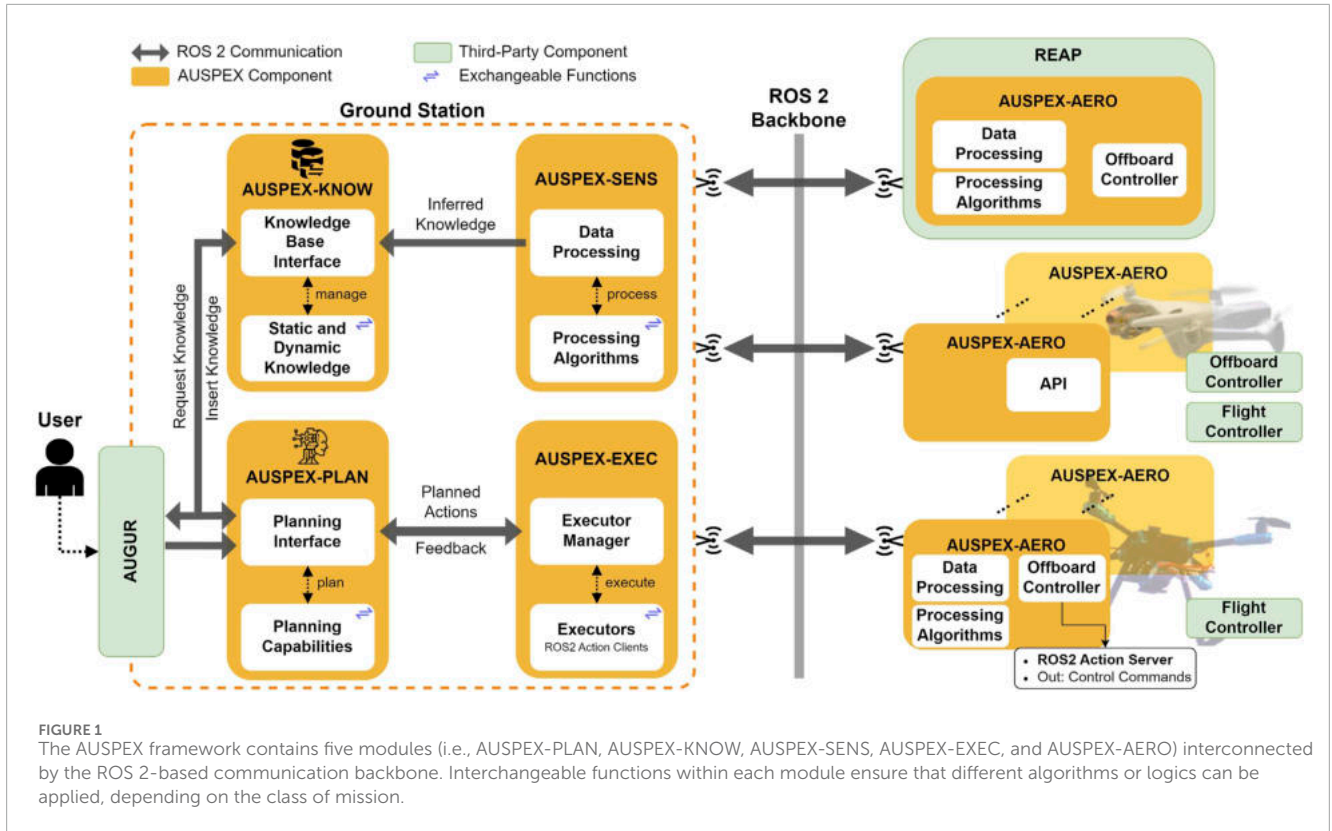 ROS 2 Communication
AUSPEX Component
Third-Party Component
Exchangeable Functions
Ground Station
ROS 2
Backbone
AUSPEX-KNOW
Knowledge
Base
Interface
manage
Static and
Dynamic
Knowledge
Inferred
Knowledge
AUSPEX-SENS
Data
Processing
process
Processing
Algorithms
Request Knowledge
Insert Knowledge
User
AUGUR
AUSPEX-PLAN
Planning
Interface
plan
Planning
Capabilities
Planned
Actions
Feedback
AUSPEX-EXEC
Executor
Manager
execute
Executors
ROS2 Action Clients
REAP
AUSPEX-AERO
Data
Processing
Processing
Algorithms
Offboard
Controller
AUSPEX-AERO
AUSPEX-AERO
API
Offboard
Controller
Flight
Controller
AUSPEX-AERO
AUSPEX-AERO
Data
Processing
Offboard
Controller
Processing
Algorithms
Flight
Controller
• ROS2 Action Server
• Out: Control Commands
FIGURE 1
The AUSPEX framework contains five modules (i.e., AUSPEX-PLAN, AUSPEX-KNOW, AUSPEX-SENS, AUSPEX-EXEC, and AUSPEX-AERO) interconnected
by the ROS 2-based communication backbone. Interchangeable functions within each module ensure that different algorithms or logics can be
applied, depending on the class of mission.